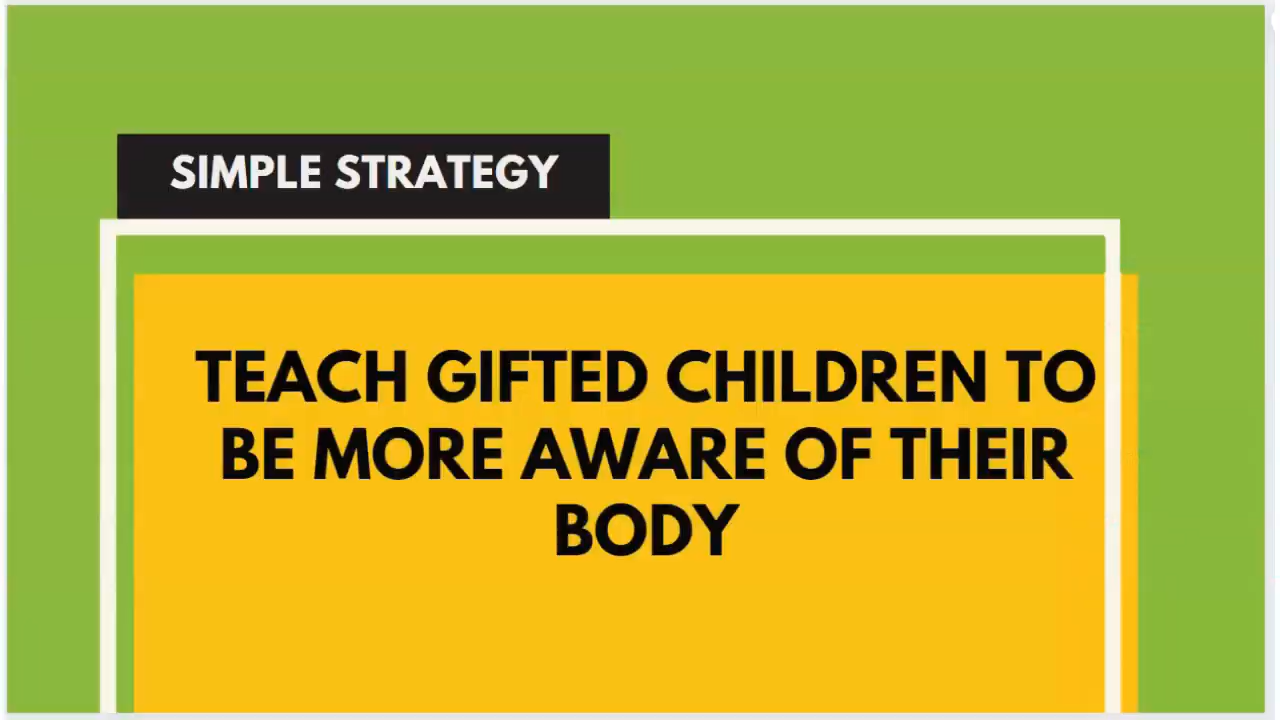 SIMPLE STRATEGY
TEACH GIFTED CHILDREN TO
BE MORE AWARE OF THEIR
BODY